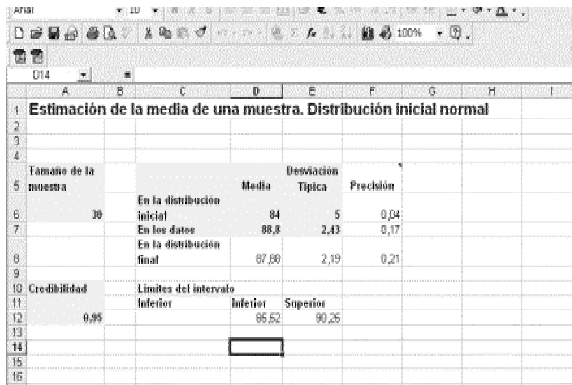 Arial 10
100%
D14 =
A B C D E F G H I
1 Estimación de la media de una muestra. Distribución inicial normal
2
3
4
5 Tamaño de la muestra Media Desviación Típica Precisión
6 30 En la distribución inicial 84 5 0,04
7 En los datos 88,8 2,43 0,17
8 En la distribución final 87,88 2,19 0,21
9
10 Credibilidad Límites del intervalo
11 Inferior Inferior Superior
12 0,95 85,52 90,25
13
14
15
16